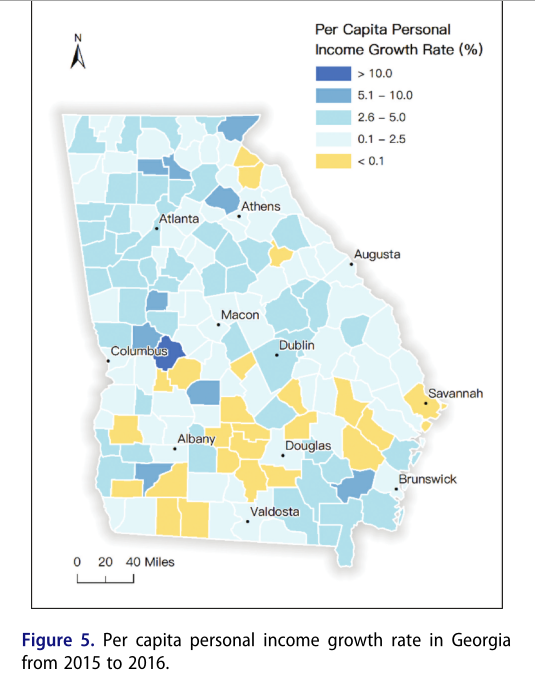 Per Capita Personal
Income Growth Rate (%)
N
> 10.0
5.1 – 10.0
2.6 – 5.0
0.1 – 2.5
< 0.1
Athens
Atlanta
Augusta
Macon
Columbus
Dublin
Savannah
Albany
Douglas
Brunswick
Valdosta
0 20 40 Miles
Figure 5. Per capita personal income growth rate in Georgia
from 2015 to 2016.